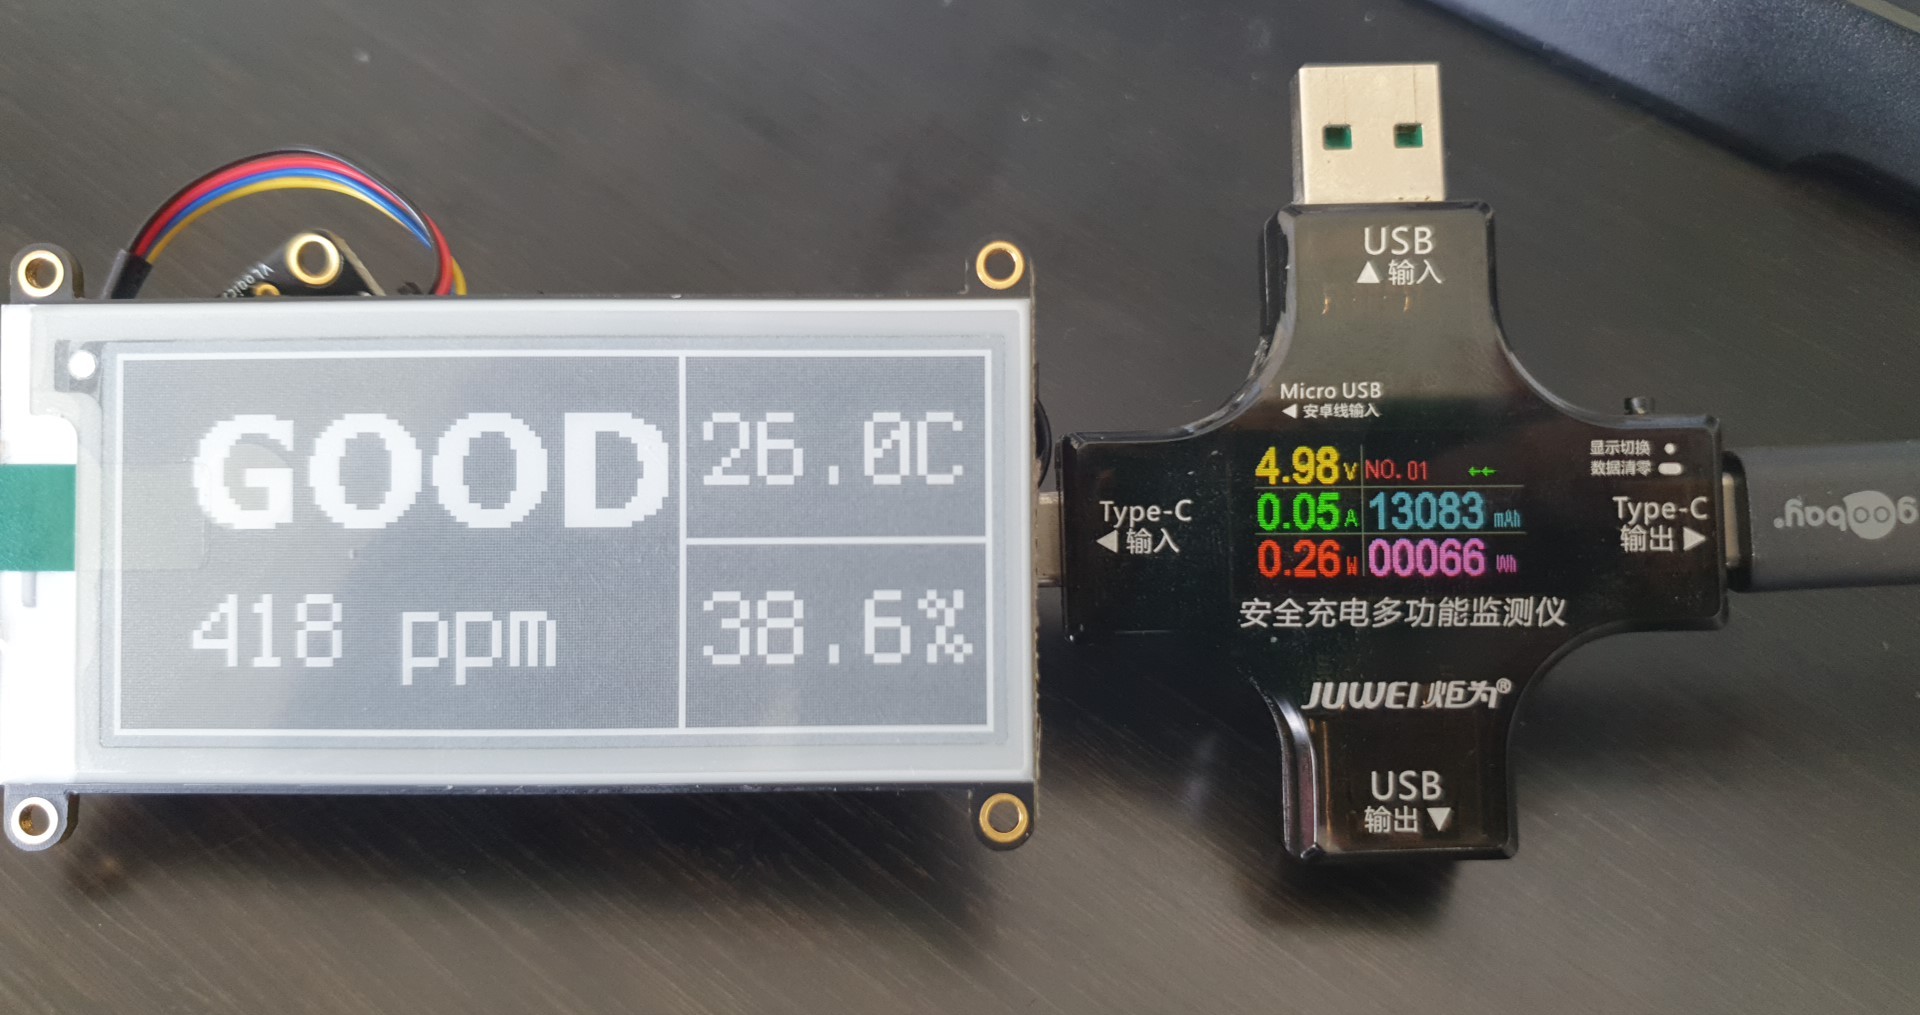 GOOD
418 ppm
26.0C
38.6%
USB
▲输入
Micro USB
◀安卓线输入
显示切换
数据清零
Type-C
◀输入
4.98V NO. 01
0.05A 13083 mAh
0.26W 00066 Wh
Type-C
输出▶
安全充电多功能监测仪
JUWEI炬为®
USB
输出▼
goobay